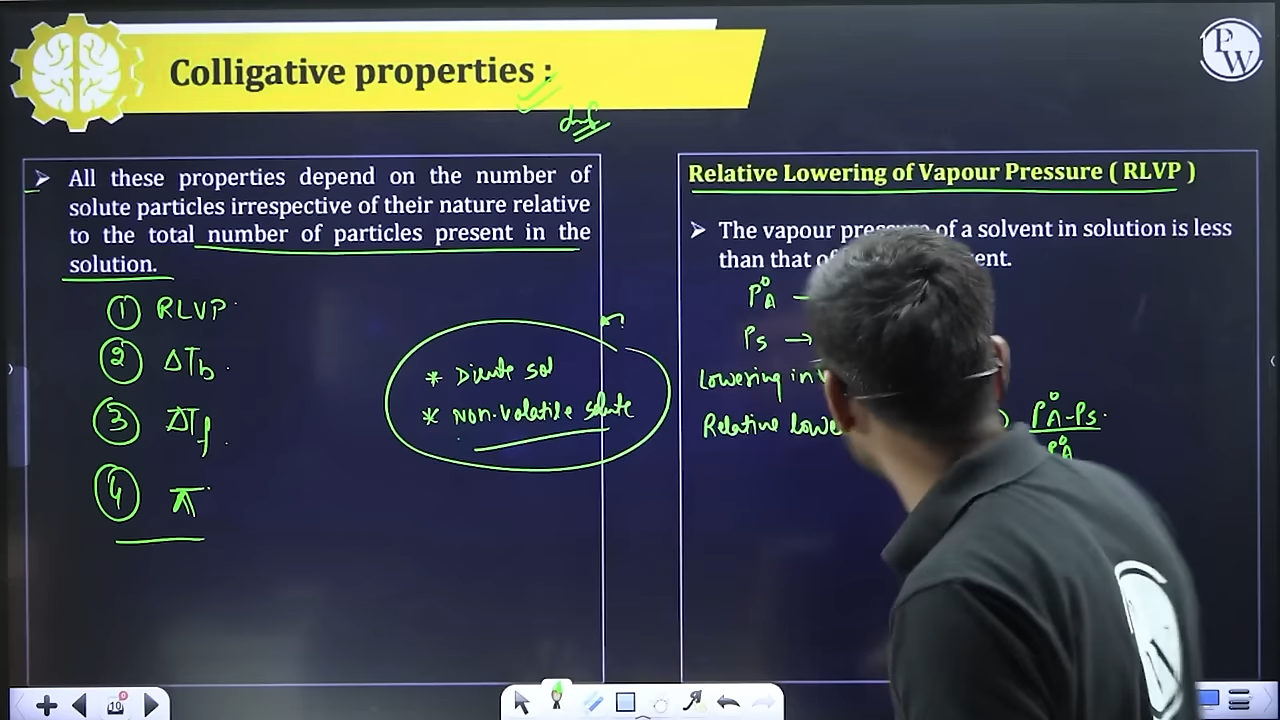 Colligative properties :
PW
def
➤ All these properties depend on the number of
solute particles irrespective of their nature relative
to the total number of particles present in the
solution.
① RLVP
② ΔTb
③ ΔTf
④ π
* Dilute sol
* Non-volatile solute
Relative Lowering of Vapour Pressure ( RLVP )
➤ The vapour of a solvent in solution is less
than that
P°A →
Ps →
Lowering in
Relative
P°A-Ps
P°A
10